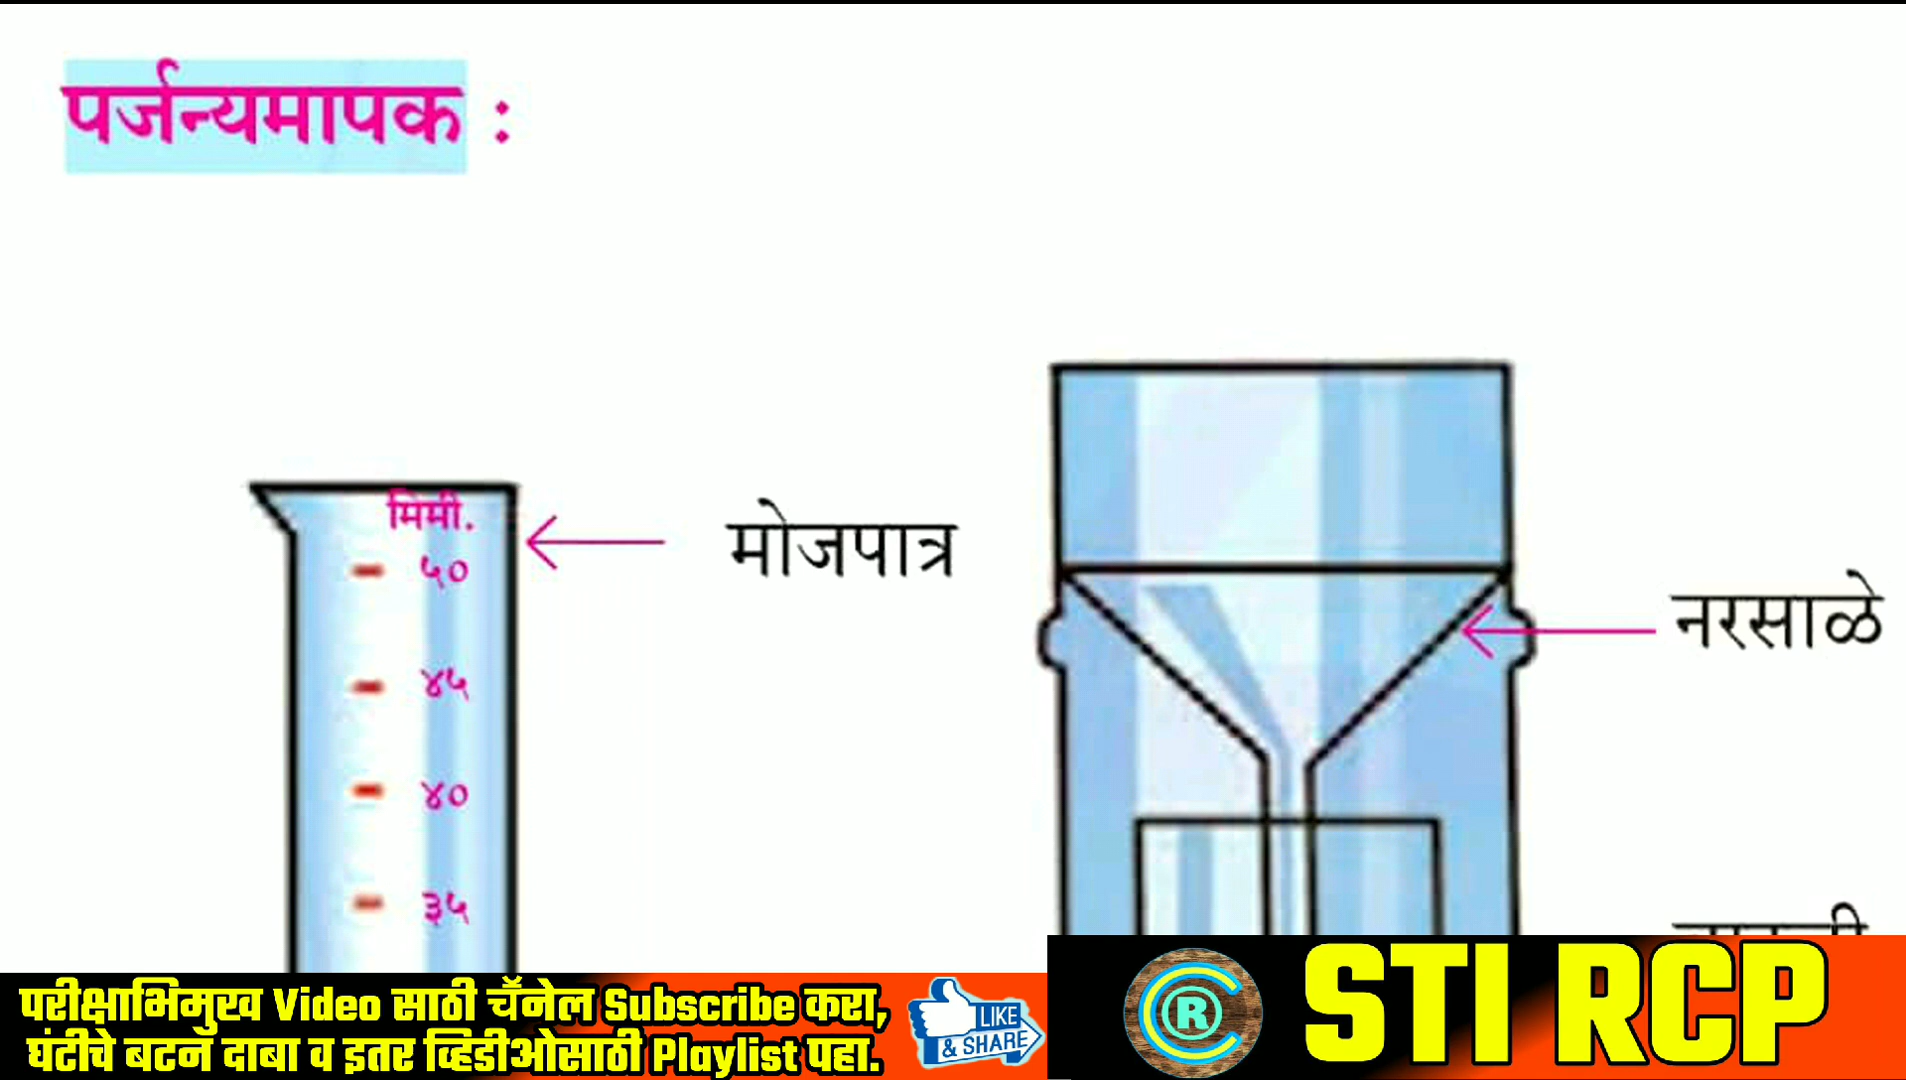 पर्जन्यमापक :
मिमी.
५०
मोजपात्र
नरसाळे
४५
४०
३५
परीक्षाभिमुख Video साठी चॅनेल Subscribe करा,
घंटीचे बटन दाबा व इतर व्हिडीओसाठी Playlist पहा.
LIKE
& SHARE
R
STI RCP